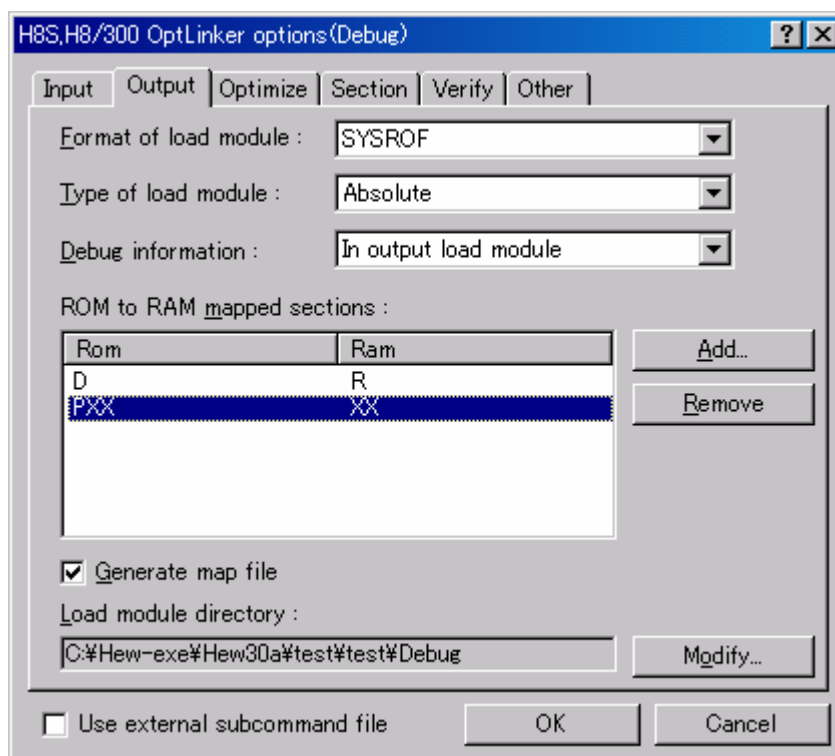 H8S,H8/300 OptLinker options(Debug)
Input Output Optimize Section Verify Other
Format of load module : SYSROF
Type of load module : Absolute
Debug information : In output load module
ROM to RAM mapped sections :
Rom Ram Add...
D R
PXX XX Remove
Generate map file
Load module directory :
C:¥Hew-exe¥Hew30a¥test¥test¥Debug Modify...
Use external subcommand file OK Cancel